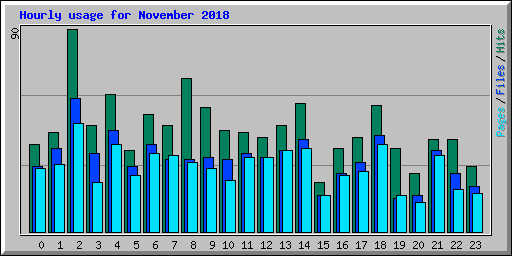 Hourly usage for November 2018
90
Pages/Files/Hits
0 1 2 3 4 5 6 7 8 9 10 11 12 13 14 15 16 17 18 19 20 21 22 23